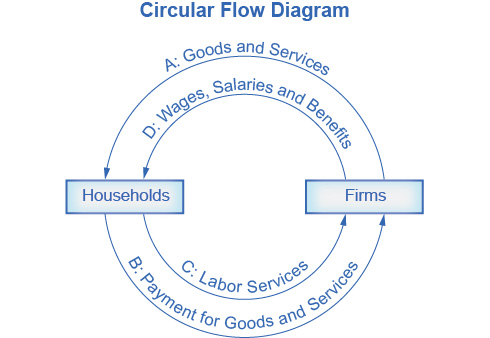 Circular Flow Diagram
A: Goods and Services
D: Wages, Salaries and Benefits
Households
Firms
C: Labor Services
B: Payment for Goods and Services